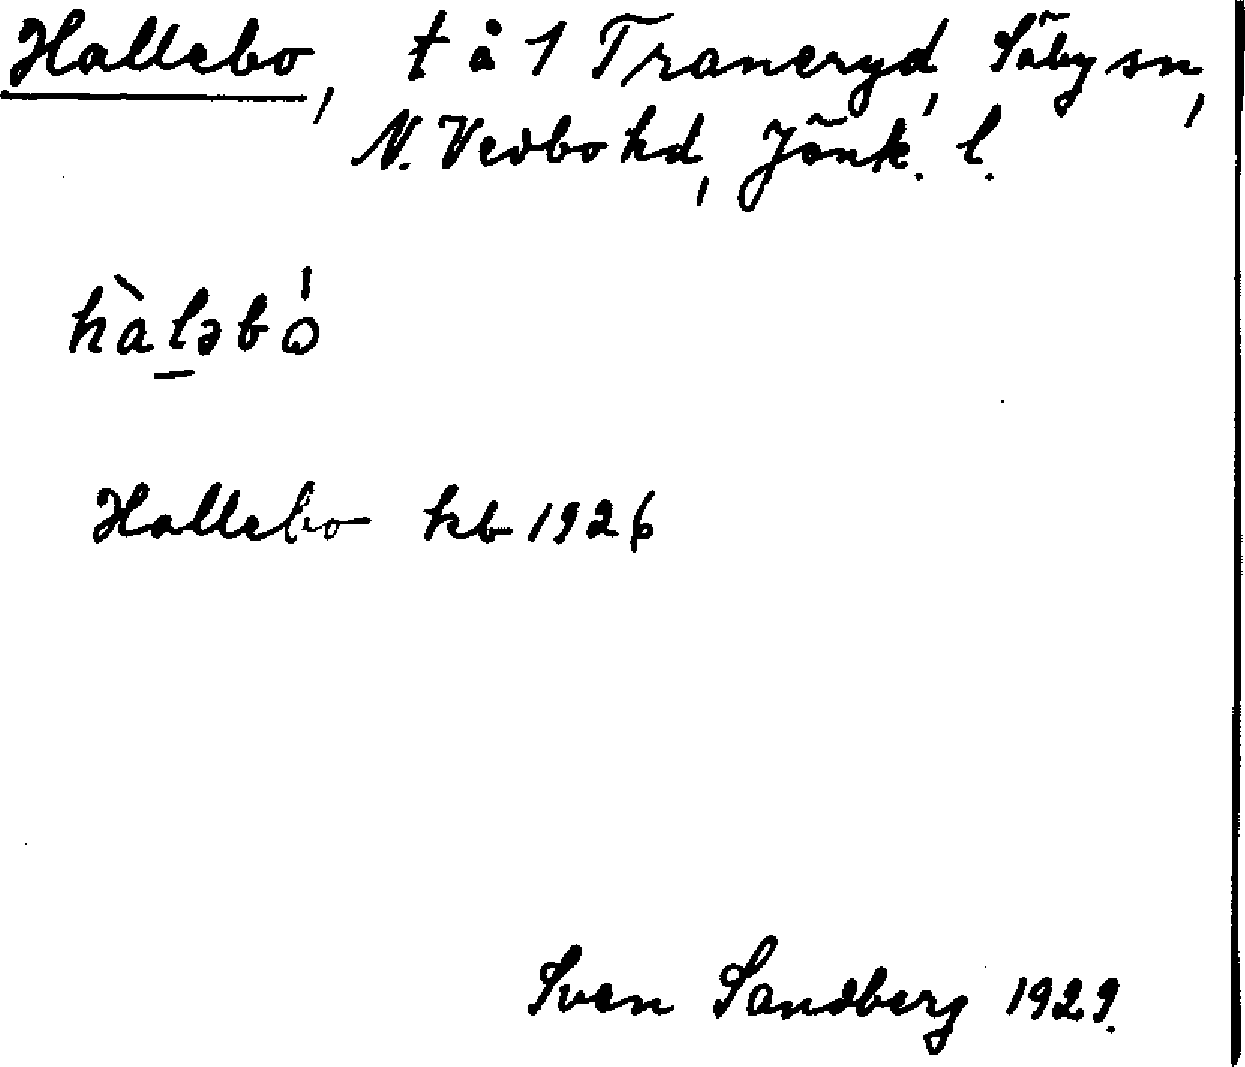 Hallebo, t å 1 Traneryd, Säby sn,
N. Vedbo hd, Jönk. l.
hàləbó
Hallebo kb 1926
Sven Sandberg 1929.